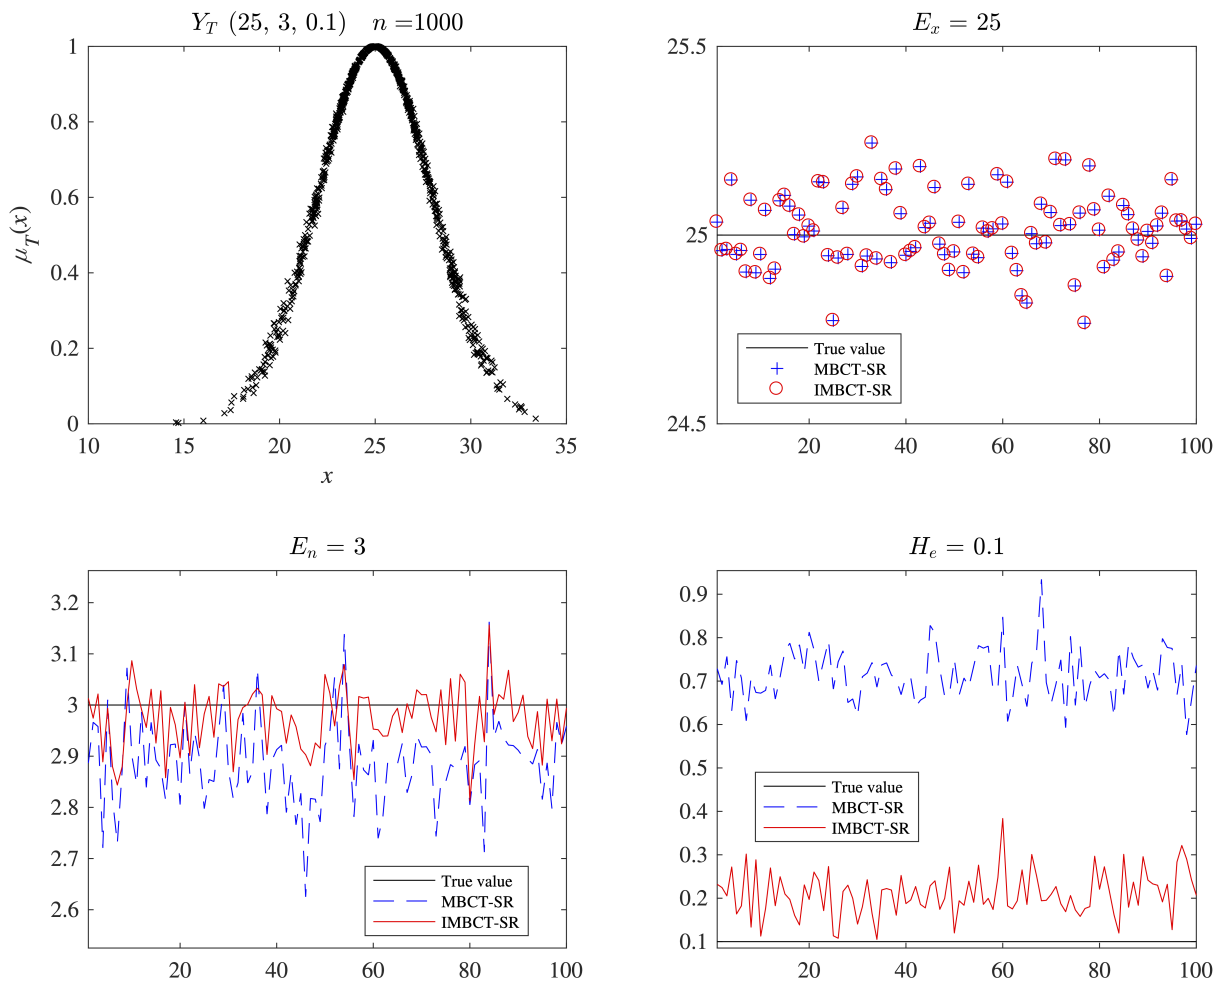 Y_T (25, 3, 0.1) n =1000
1
0.8
0.6
0.4
0.2
0
μ_T(x)
10 15 20 25 30 35
x
E_x = 25
25.5
25
24.5
True value
MBCT-SR
IMBCT-SR
20 40 60 80 100
E_n = 3
3.2
3.1
3
2.9
2.8
2.7
2.6
True value
MBCT-SR
IMBCT-SR
20 40 60 80 100
H_e = 0.1
0.9
0.8
0.7
0.6
0.5
0.4
0.3
0.2
0.1
True value
MBCT-SR
IMBCT-SR
20 40 60 80 100